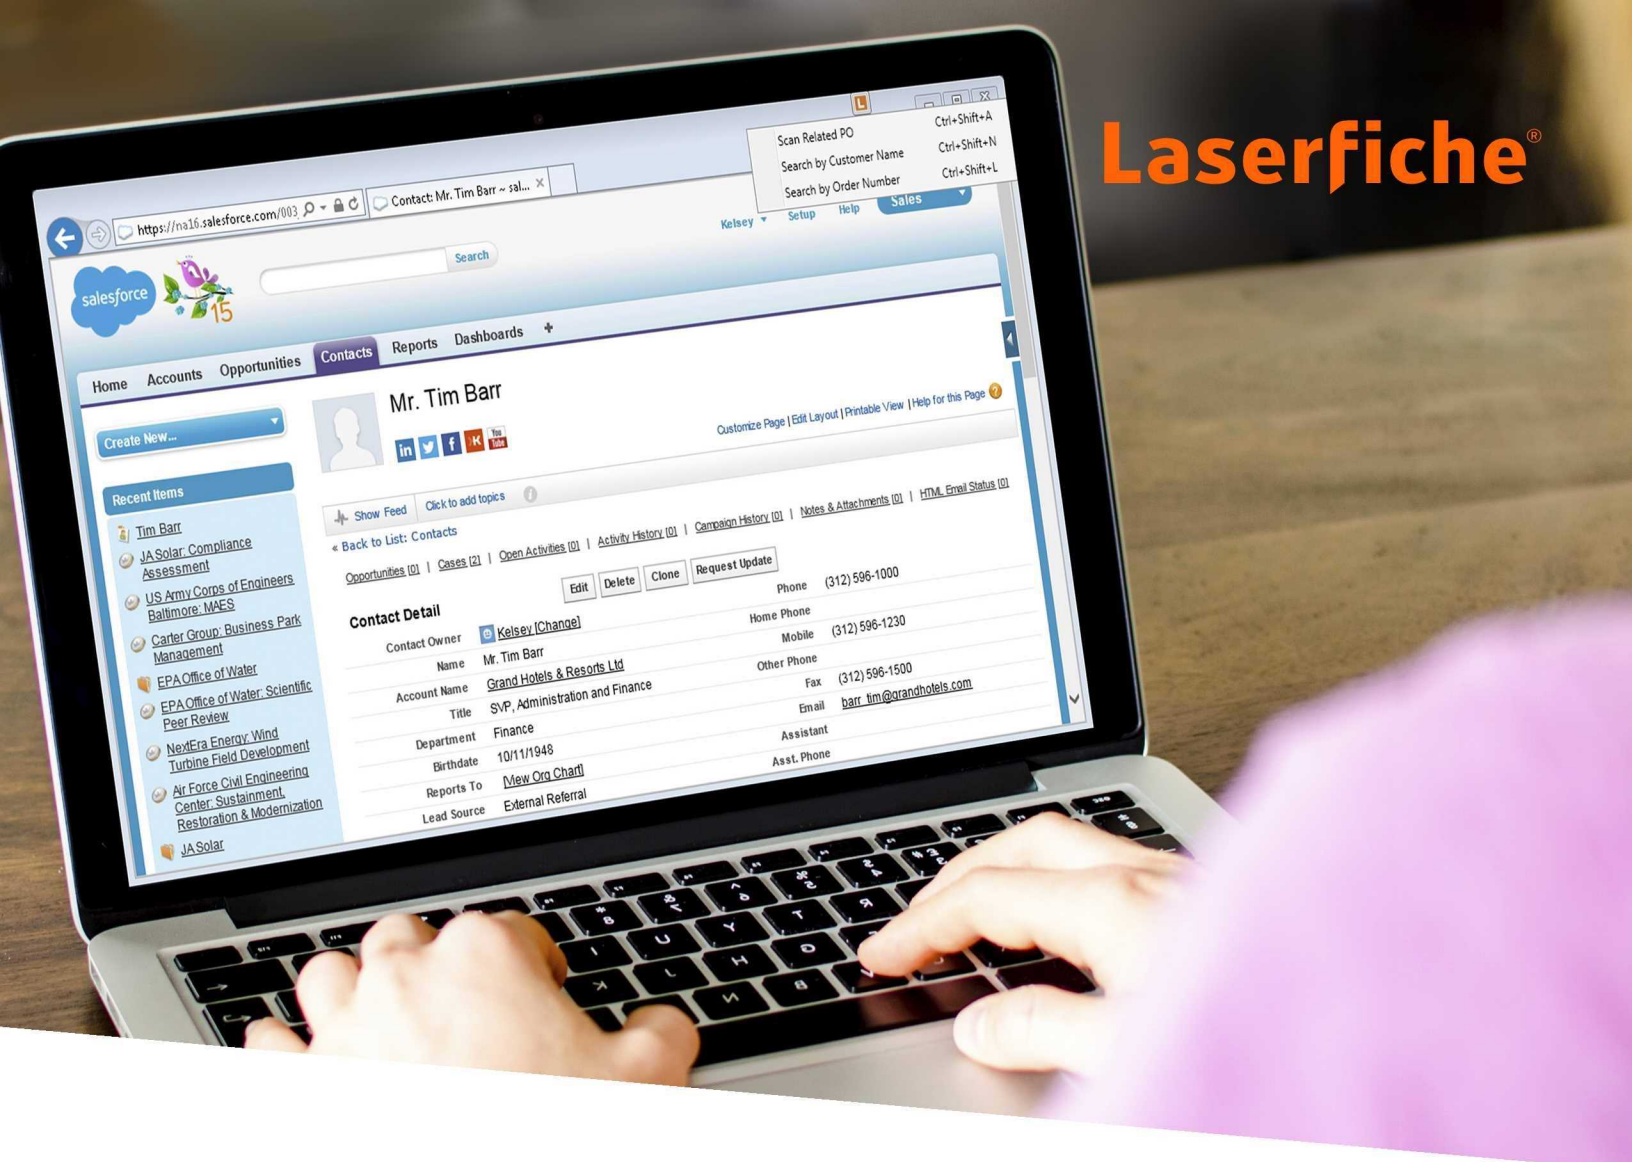 Laserfiche®
L
Scan Related PO Ctrl+Shift+A
Search by Customer Name Ctrl+Shift+N
Search by Order Number Ctrl+Shift+L
https://na16.salesforce.com/003
Contact: Mr. Tim Barr ~ sal...
Kelsey Setup Help Sales
salesforce
15
Search
Home Accounts Opportunities Contacts Reports Dashboards +
Create New...
Recent Items
Tim Barr
JA Solar: Compliance
Assessment
US Army Corps of Engineers
Baltimore: MAES
Carter Group: Business Park
Management
EPA Office of Water
EPA Office of Water: Scientific
Peer Review
NextEra Energy: Wind
Turbine Field Development
Air Force Civil Engineering
Center: Sustainment,
Restoration & Modernization
JA Solar
Mr. Tim Barr
in f You Tube
Customize Page | Edit Layout | Printable View | Help for this Page ?
Show Feed Click to add topics i
« Back to List: Contacts
Opportunities [0] | Cases [2] | Open Activities [0] | Activity History [0] | Campaign History [0] | Notes & Attachments [0] | HTML Email Status [0]
Contact Detail
Edit Delete Clone Request Update
Contact Owner Kelsey [Change]
Name Mr. Tim Barr
Account Name Grand Hotels & Resorts Ltd
Title SVP, Administration and Finance
Department Finance
Birthdate 10/11/1948
Reports To [View Org Chart]
Lead Source External Referral
Phone (312) 596-1000
Home Phone
Mobile (312) 596-1230
Other Phone
Fax (312) 596-1500
Email barr_tim@grandhotels.com
Assistant
Asst. Phone